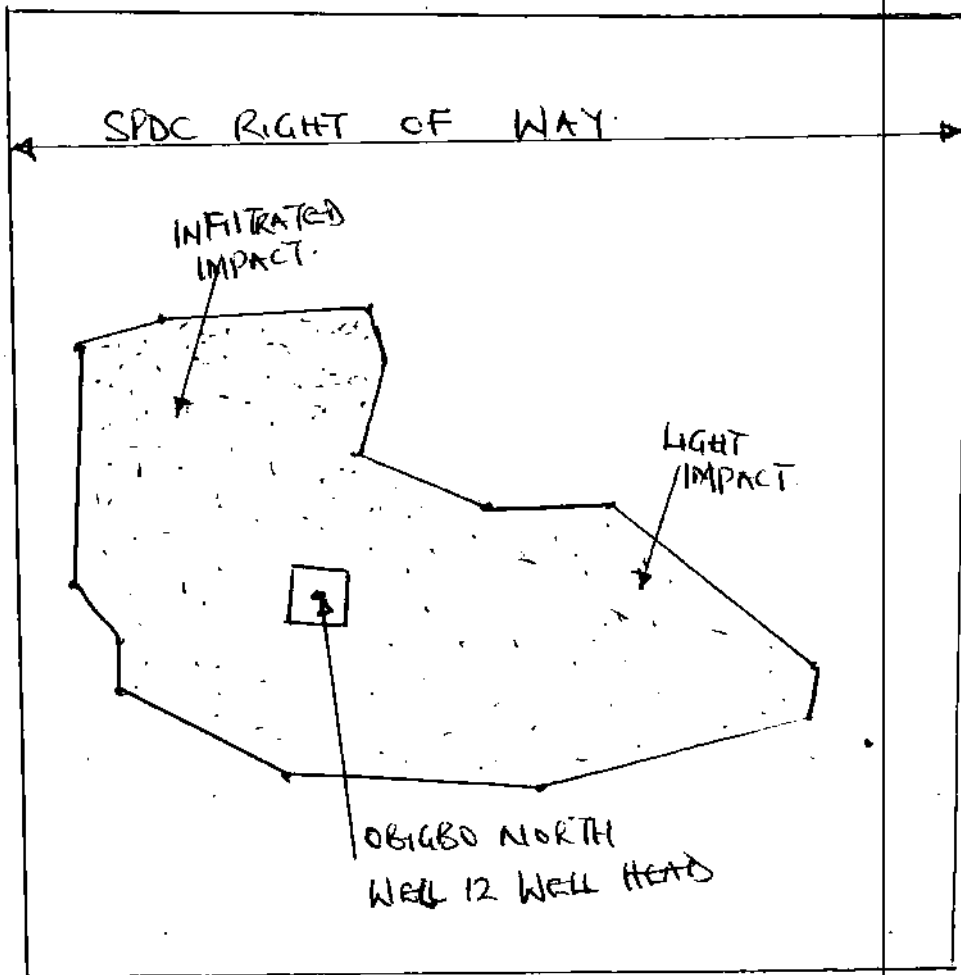 SPDC RIGHT OF WAY.
INFILTRATED
IMPACT.
LIGHT
IMPACT
OBIGBO NORTH
WELL 12 WELL HEAD